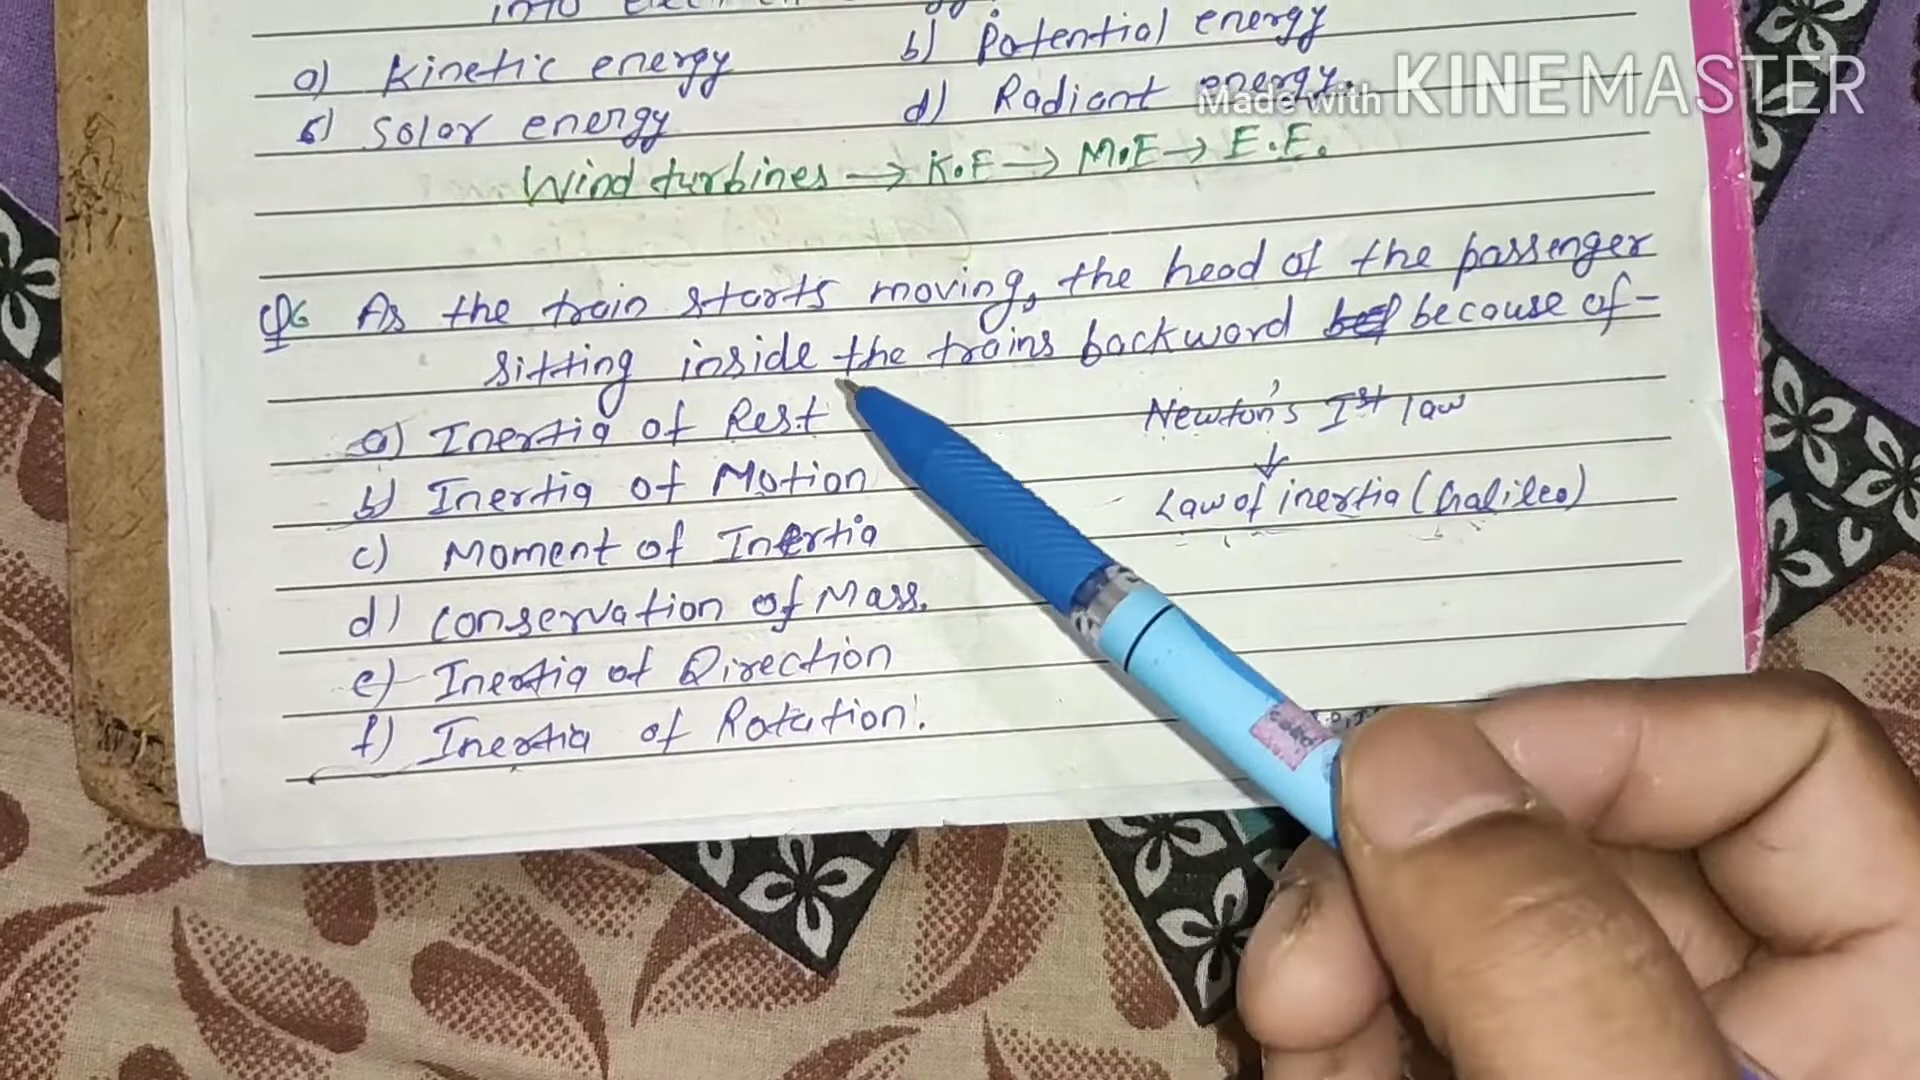 into
a) Kinetic energy
b) Potential energy
c) Solar energy
d) Radiant energy.
Made with KINEMASTER
Wind turbines → K.E → M.E → E.E.
Q6 As the train starts moving, the head of the passenger
sitting inside the trains backward because of-
a) Inertia of Rest
Newton's Ist law
b) Inertia of Motion
Law of inertia (Galileo)
c) Moment of Inertia
d) conservation of Mass.
e) Inertia of Direction
f) Inertia of Rotation.